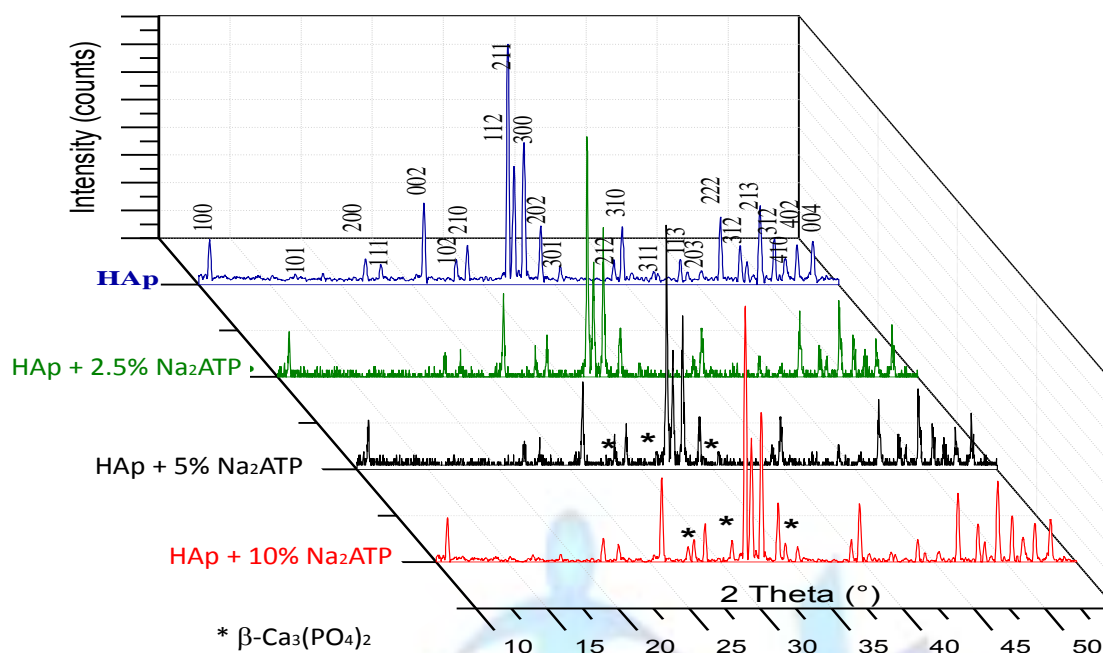 Intensity (counts)
100
101
200
111
002
102
210
112
211
300
202
301
212
310
311
113
203
222
312
213
312
410
402
004
HAp
HAp + 2.5% Na₂ATP
HAp + 5% Na₂ATP
* * *
HAp + 10% Na₂ATP
* * *
2 Theta (°)
* β-Ca₃(PO₄)₂
10 15 20 25 30 35 40 45 50